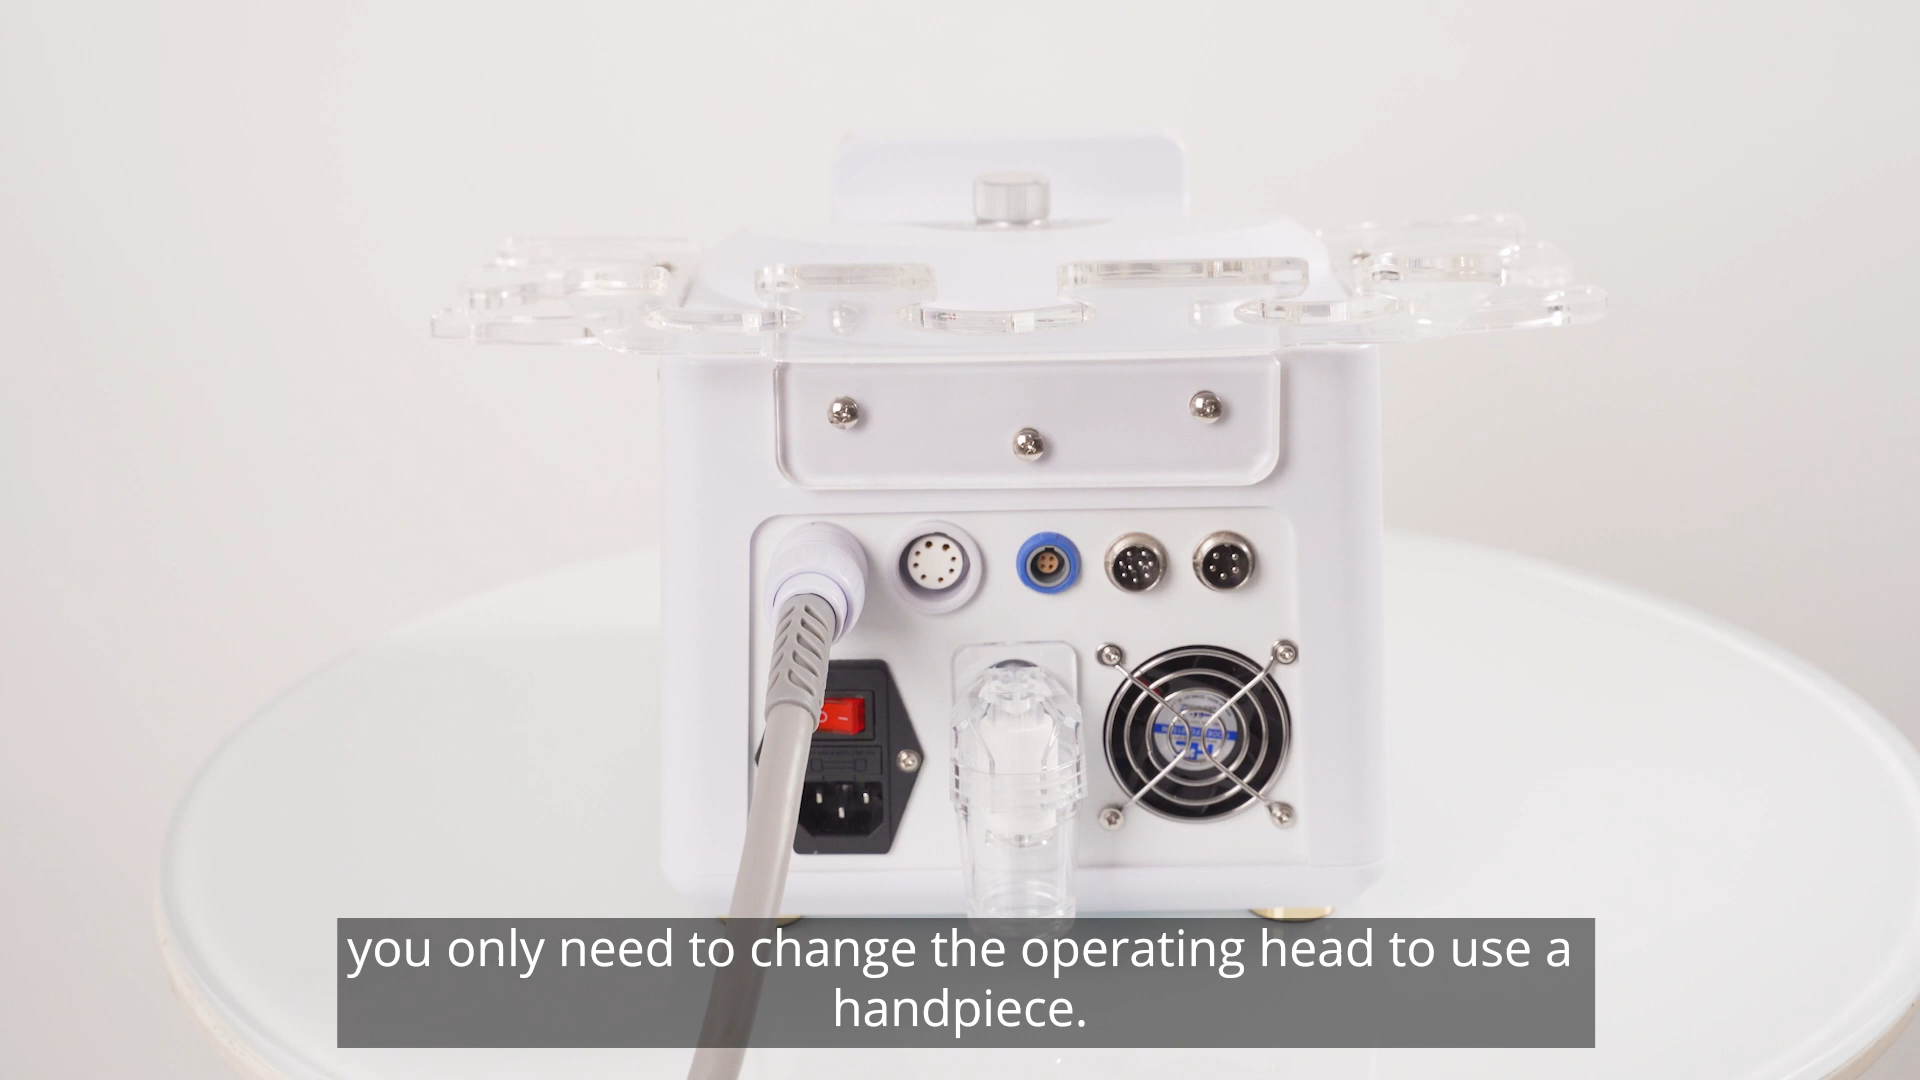 you only need to change the operating head to use a
handpiece.